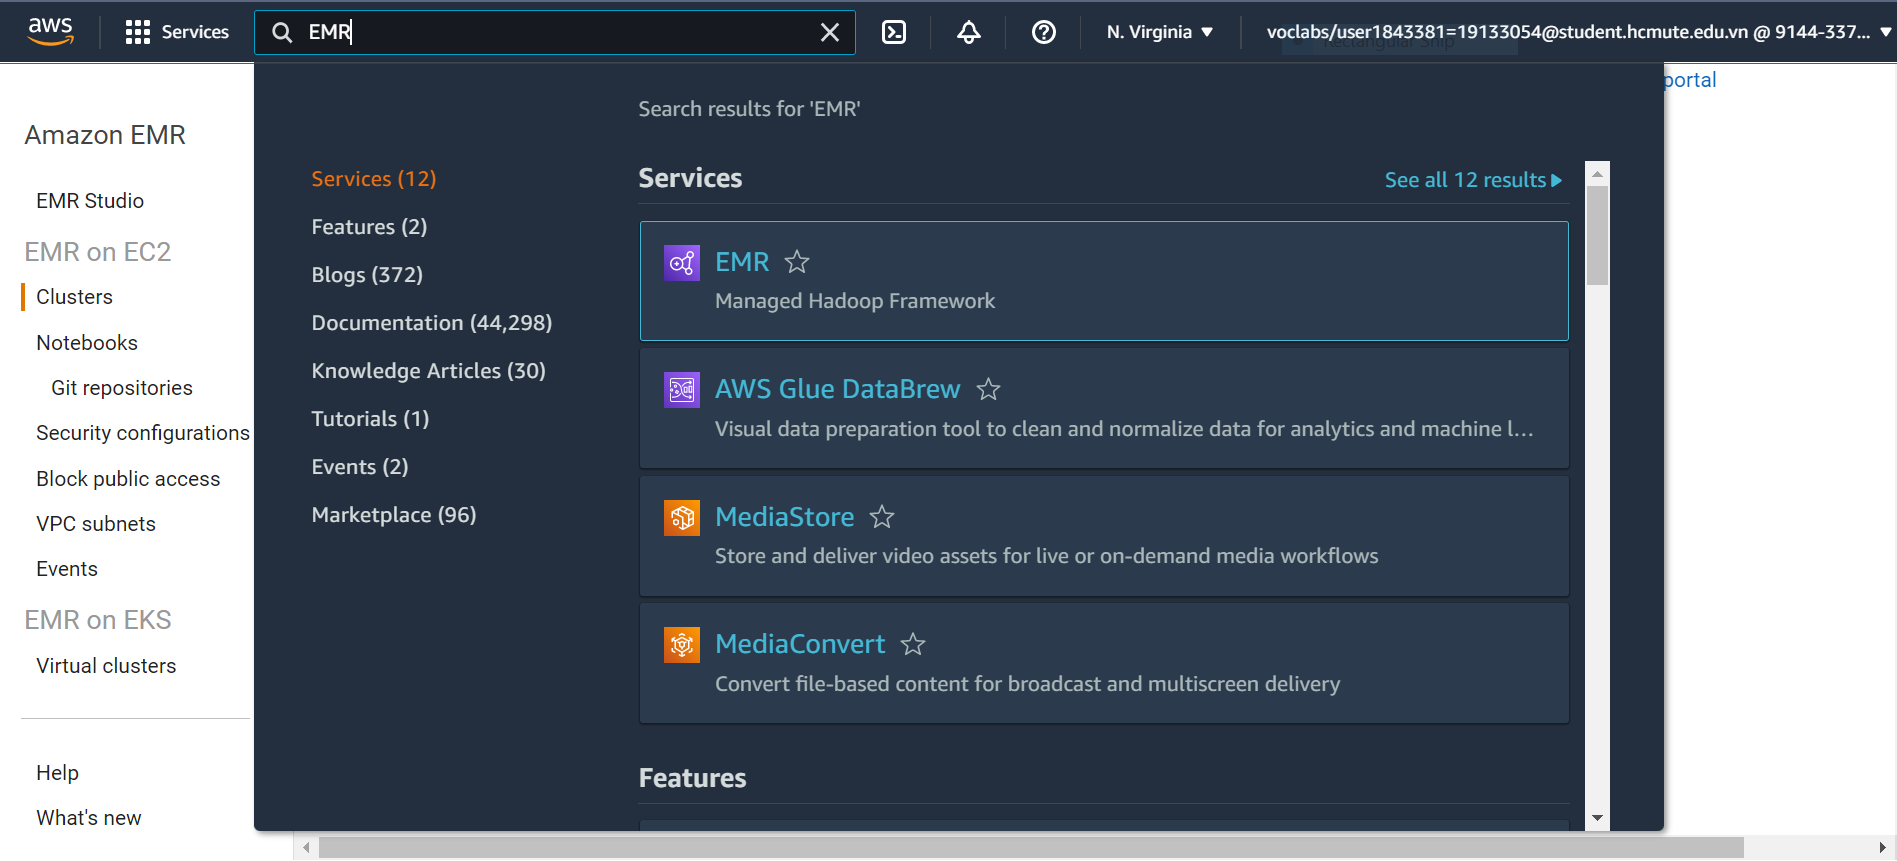 aws
Services
EMR
N. Virginia
voclabs/user1843381=19133054@student.hcmute.edu.vn @ 9144-337...
Rectangular Snip
portal
Amazon EMR
EMR Studio
EMR on EC2
Clusters
Notebooks
Git repositories
Security configurations
Block public access
VPC subnets
Events
EMR on EKS
Virtual clusters
Help
What's new
Search results for 'EMR'
Services (12)
Features (2)
Blogs (372)
Documentation (44,298)
Knowledge Articles (30)
Tutorials (1)
Events (2)
Marketplace (96)
Services
See all 12 results
EMR
Managed Hadoop Framework
AWS Glue DataBrew
Visual data preparation tool to clean and normalize data for analytics and machine l...
MediaStore
Store and deliver video assets for live or on-demand media workflows
MediaConvert
Convert file-based content for broadcast and multiscreen delivery
Features